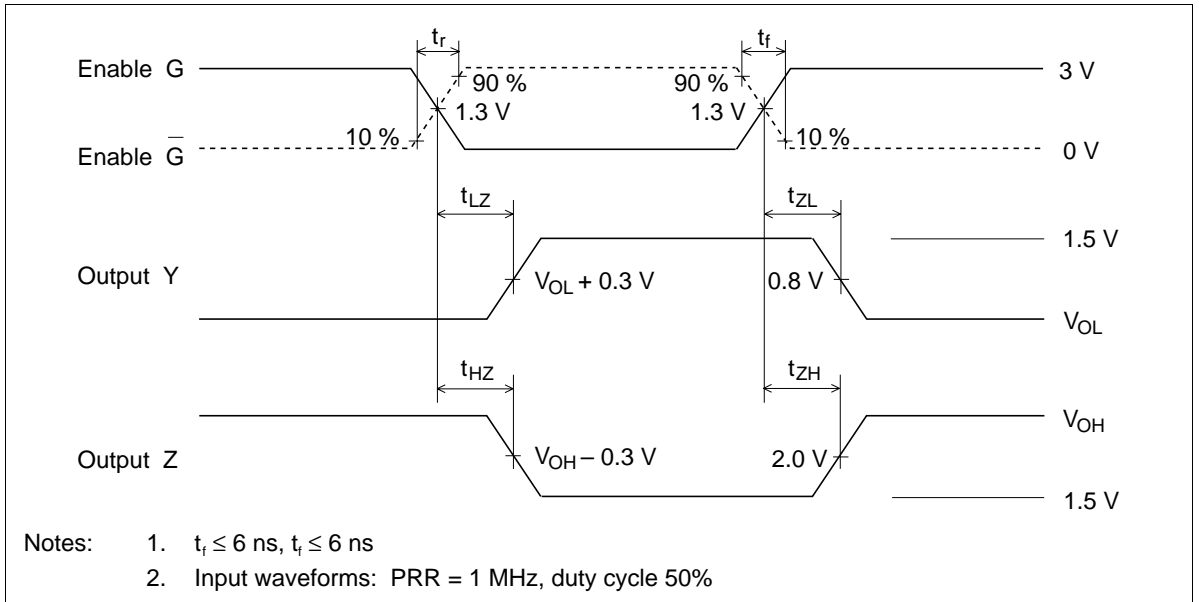 tr
tf
Enable G
3 V
90 %
90 %
1.3 V
1.3 V
10 %
10 %
Enable G̅
0 V
tLZ
tZL
1.5 V
Output Y
VOL + 0.3 V
0.8 V
VOL
tHZ
tZH
VOH
Output Z
VOH – 0.3 V
2.0 V
1.5 V
Notes: 1. tf ≤ 6 ns, tf ≤ 6 ns
2. Input waveforms: PRR = 1 MHz, duty cycle 50%